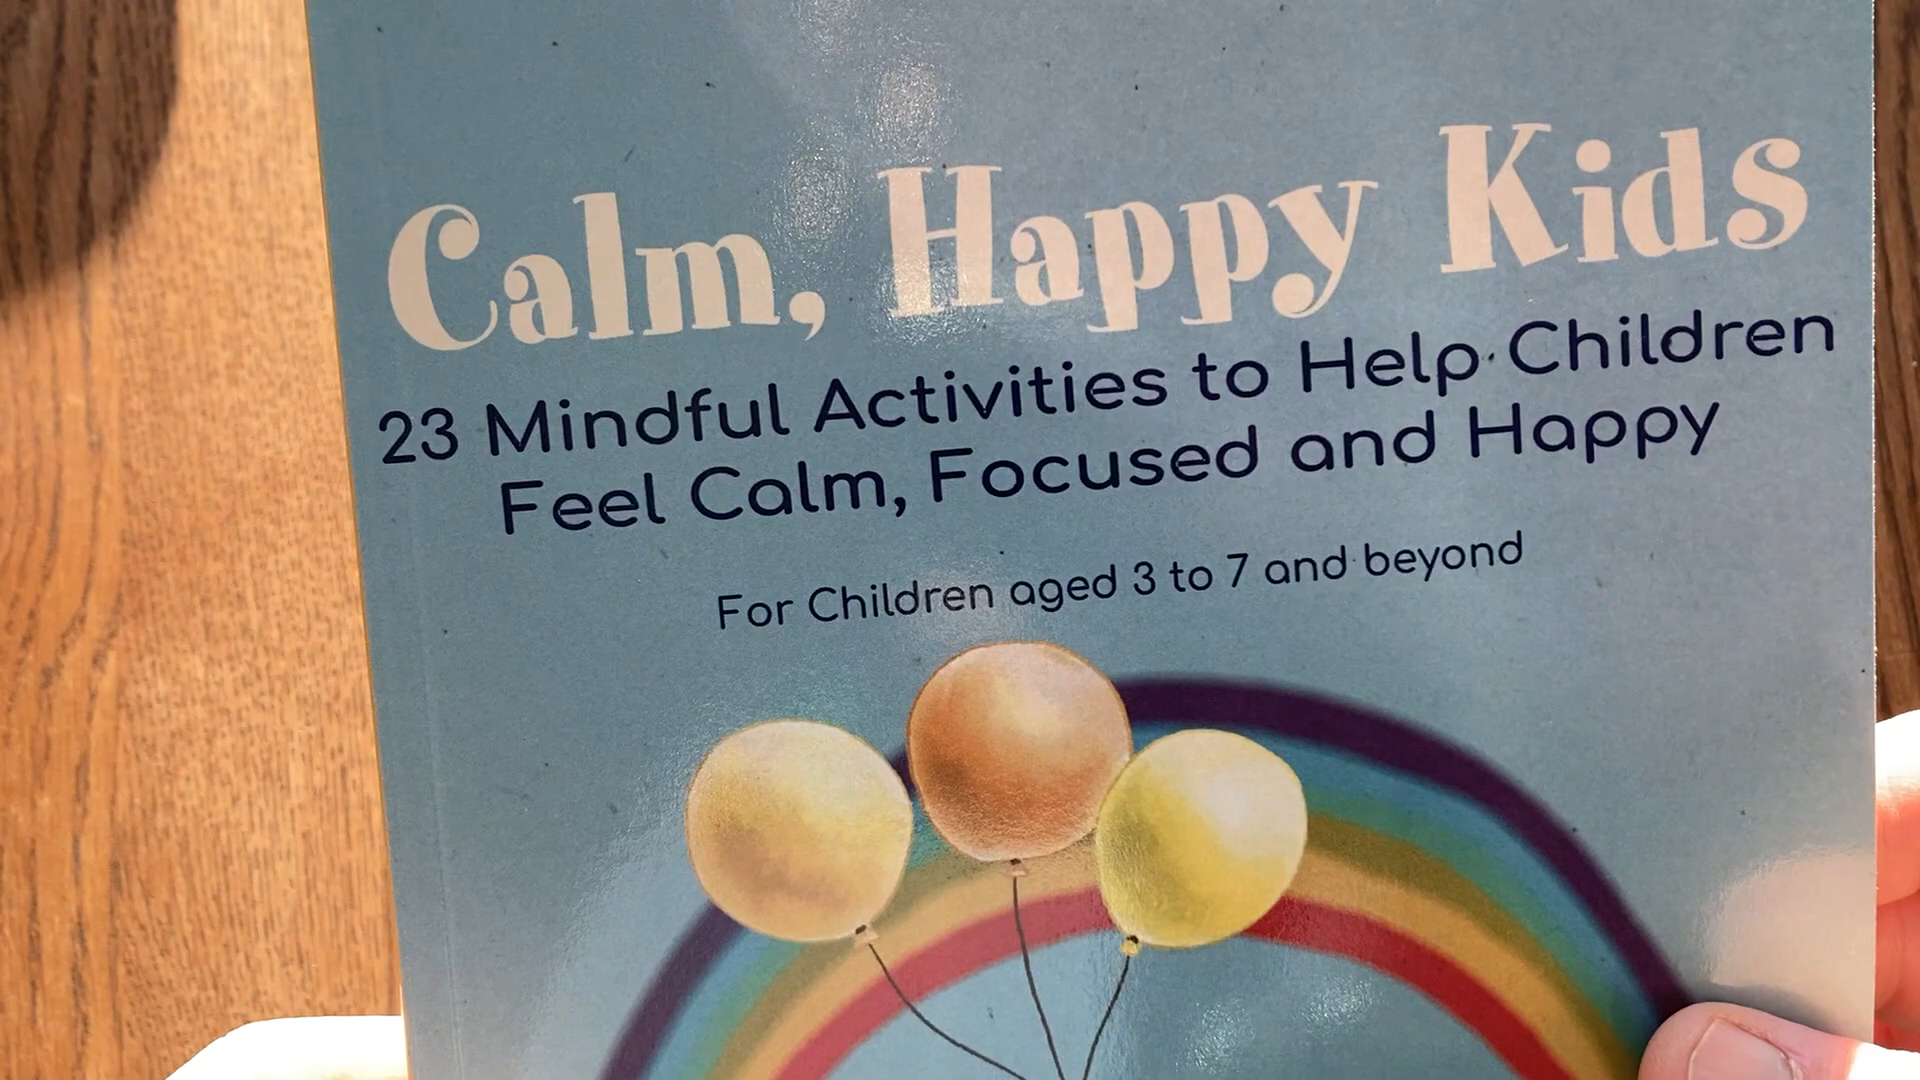 Calm, Happy Kids
23 Mindful Activities to Help Children
Feel Calm, Focused and Happy
For Children aged 3 to 7 and beyond